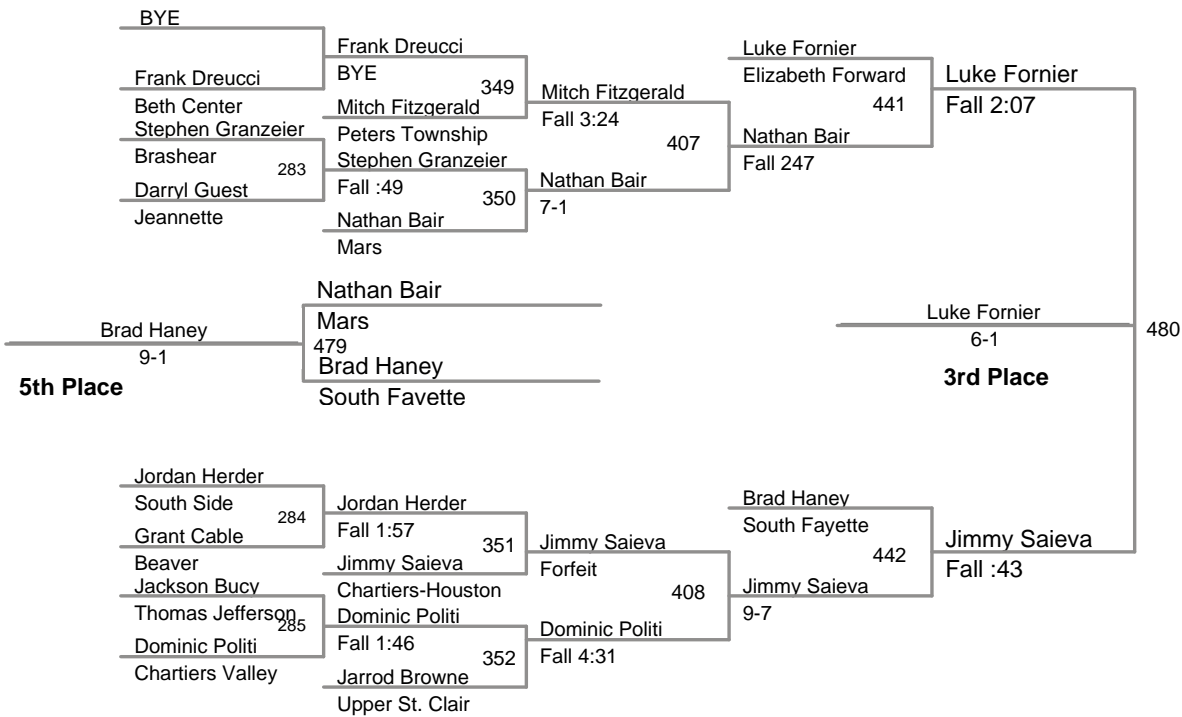 BYE
Frank Dreucci
Beth Center
Stephen Granzeier
Brashear
283
Darryl Guest
Jeannette
Frank Dreucci
BYE
349
Mitch Fitzgerald
Peters Township
Stephen Granzeier
Fall :49
350
Nathan Bair
Mars
Mitch Fitzgerald
Fall 3:24
407
Nathan Bair
7-1
Luke Fornier
Elizabeth Forward
441
Nathan Bair
Fall 247
Luke Fornier
Fall 2:07
Nathan Bair
Mars
479
Brad Haney
South Favette
Brad Haney
9-1
5th Place
Luke Fornier
6-1
3rd Place
480
Jordan Herder
South Side
284
Grant Cable
Beaver
Jackson Bucy
Thomas Jefferson
285
Dominic Politi
Chartiers Valley
Jordan Herder
Fall 1:57
351
Jimmy Saieva
Chartiers-Houston
Dominic Politi
Fall 1:46
352
Jarrod Browne
Upper St. Clair
Jimmy Saieva
Forfeit
408
Dominic Politi
Fall 4:31
Brad Haney
South Fayette
442
Jimmy Saieva
9-7
Jimmy Saieva
Fall :43